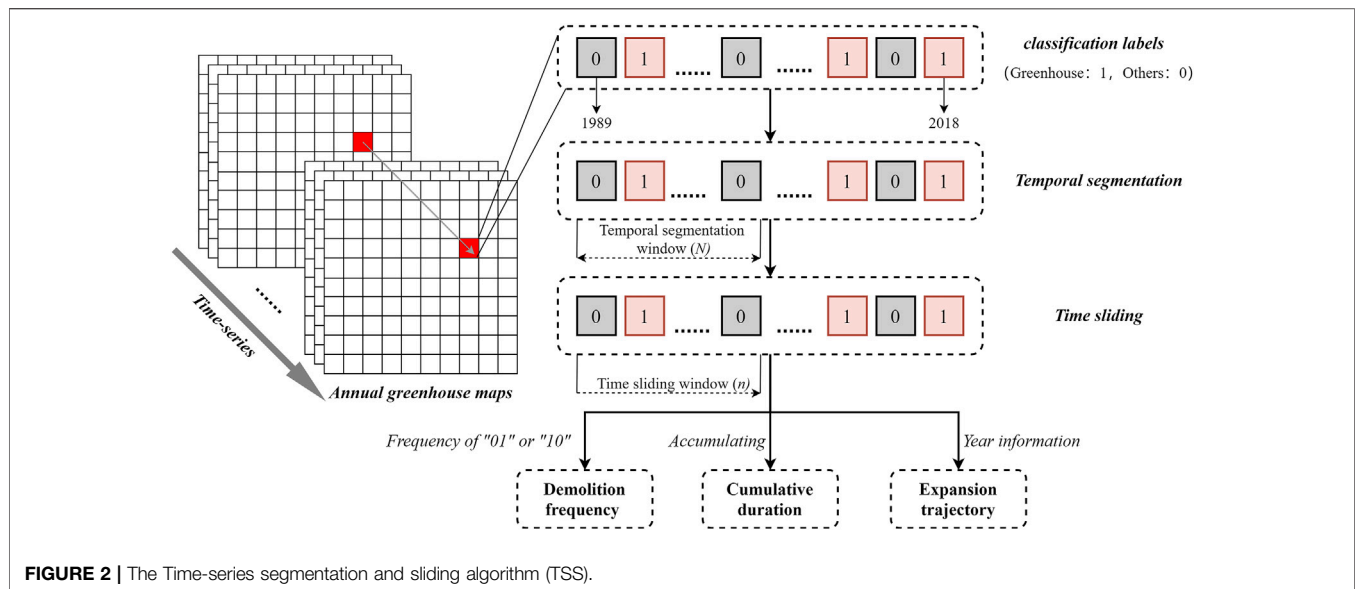 0 1 ...... 0 ...... 1 0 1
classification labels
(Greenhouse: 1, Others: 0)
1989
2018
0 1 ...... 0 ...... 1 0 1
Temporal segmentation
Temporal segmentation
window (N)
0 1 ...... 0 ...... 1 0 1
Time sliding
Time sliding window (n)
......
Time-series
Annual greenhouse maps
Frequency of "01" or "10"
Accumulating
Year information
Demolition
frequency
Cumulative
duration
Expansion
trajectory
FIGURE 2 | The Time-series segmentation and sliding algorithm (TSS).